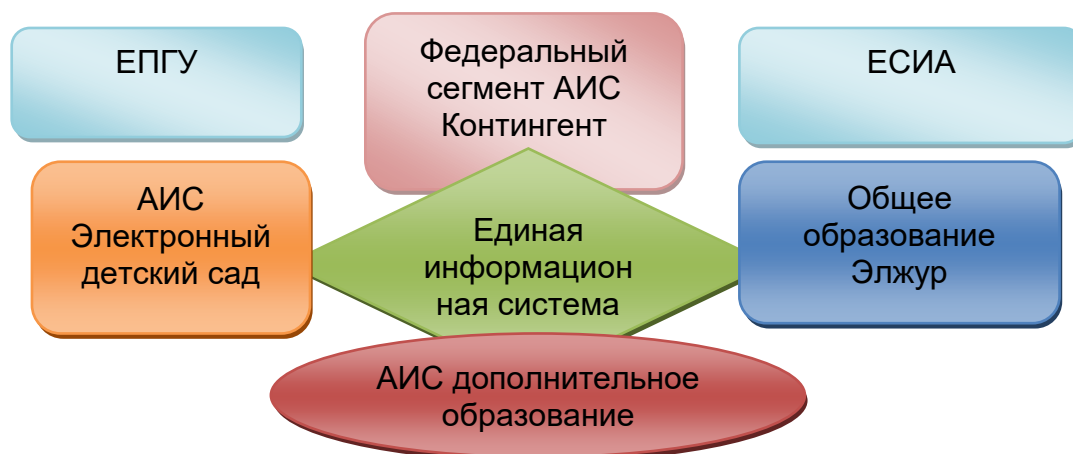 ЕПГУ
Федеральный
сегмент АИС
Контингент
ЕСИА
АИС
Электронный
детский сад
Единая
информацион
ная система
Общее
образование
Элжур
АИС дополнительное
образование